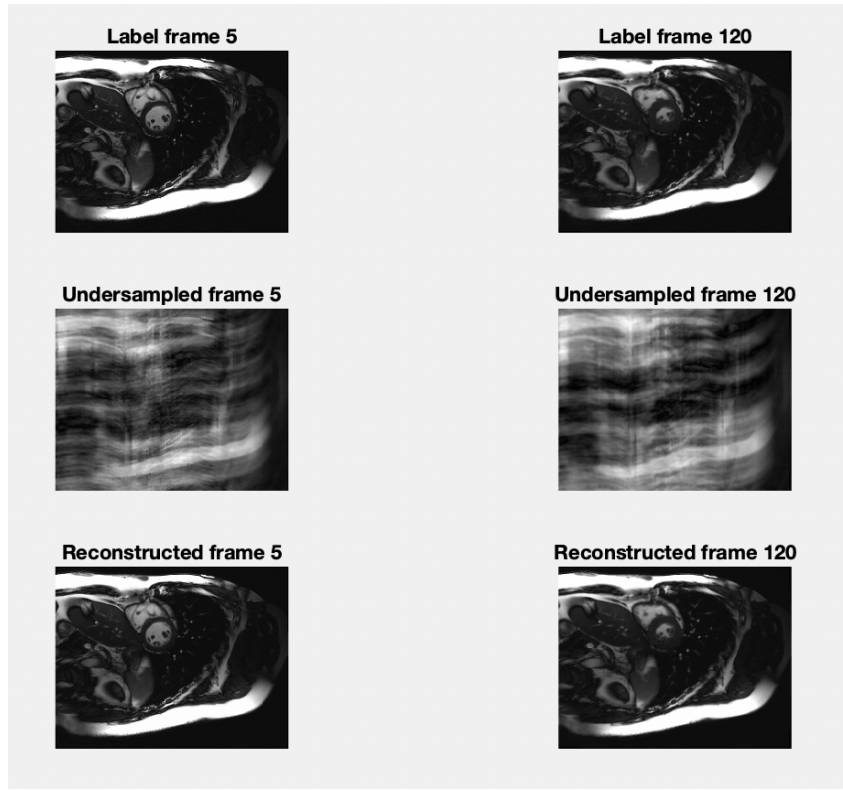 Label frame 5
Label frame 120
Undersampled frame 5
Undersampled frame 120
Reconstructed frame 5
Reconstructed frame 120